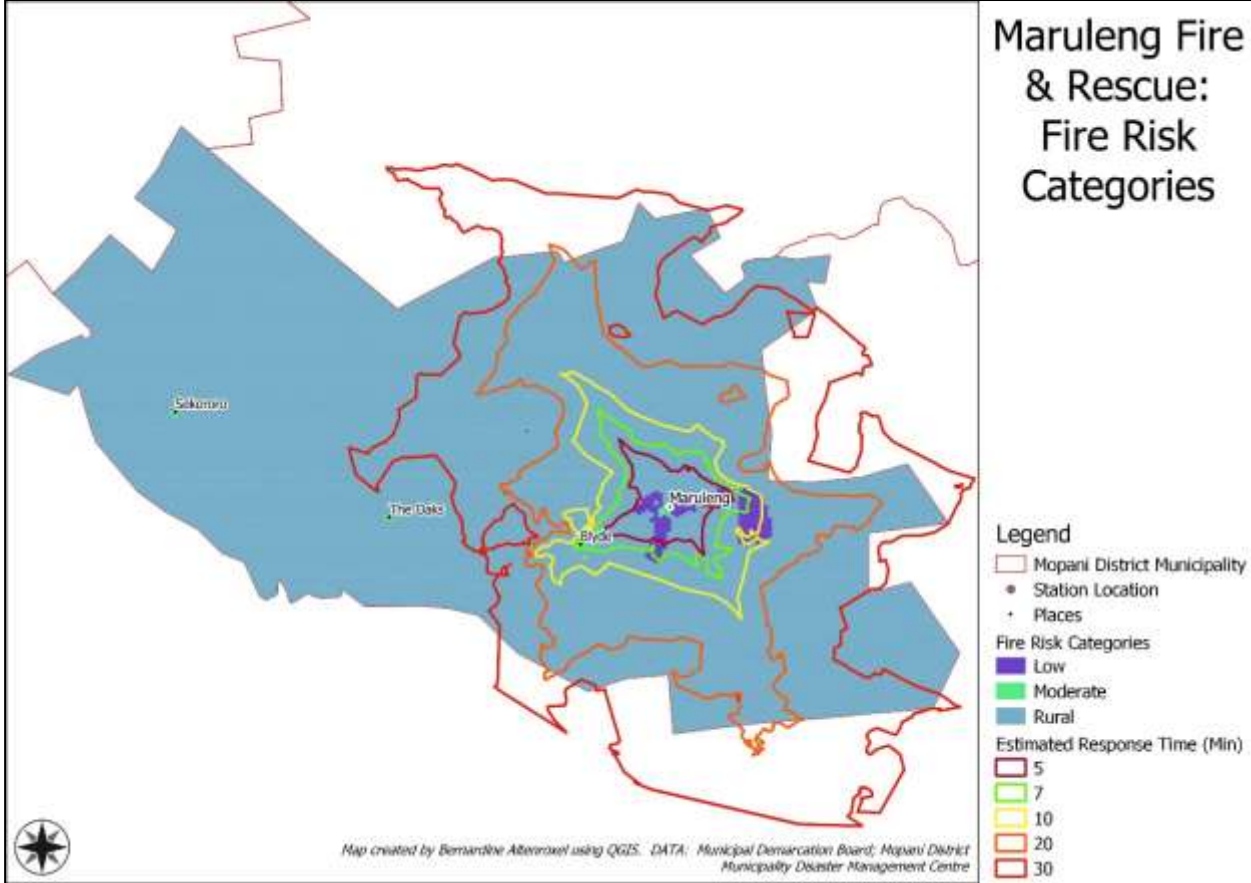 Maruleng Fire
& Rescue:
Fire Risk
Categories
Sekororo
The Oaks
Maruleng
Blyde
Legend
Mopani District Municipality
Station Location
Places
Fire Risk Categories
Low
Moderate
Rural
Estimated Response Time (Min)
5
7
10
20
30
Map created by Bernardine Altenroxel using QGIS. DATA: Municipal Demarcation Board; Mopani District
Municipality Disaster Management Centre